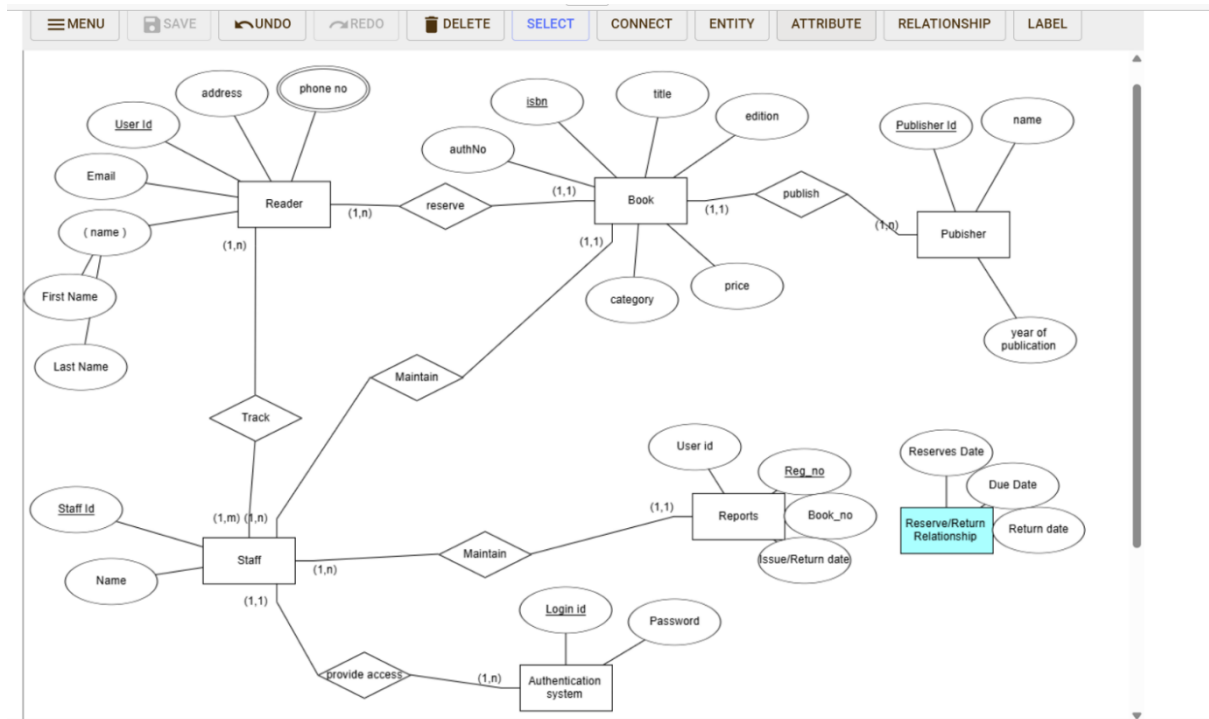 MENU
SAVE
UNDO
REDO
DELETE
SELECT
CONNECT
ENTITY
ATTRIBUTE
RELATIONSHIP
LABEL
phone no
address
User Id
Email
( name )
First Name
Last Name
Reader
(1,n)
(1,n)
reserve
isbn
title
edition
authNo
(1,1)
Book
(1,1)
(1,1)
category
price
publish
Publisher Id
name
(1,n)
Pubisher
year of
publication
Maintain
Track
Staff Id
Name
(1,m)
(1,n)
Staff
(1,n)
(1,1)
Maintain
User id
Reg_no
(1,1)
Reports
Book_no
Issue/Return date
Reserves Date
Due Date
Reserve/Return
Relationship
Return date
Login id
Password
provide access
(1,n)
Authentication
system